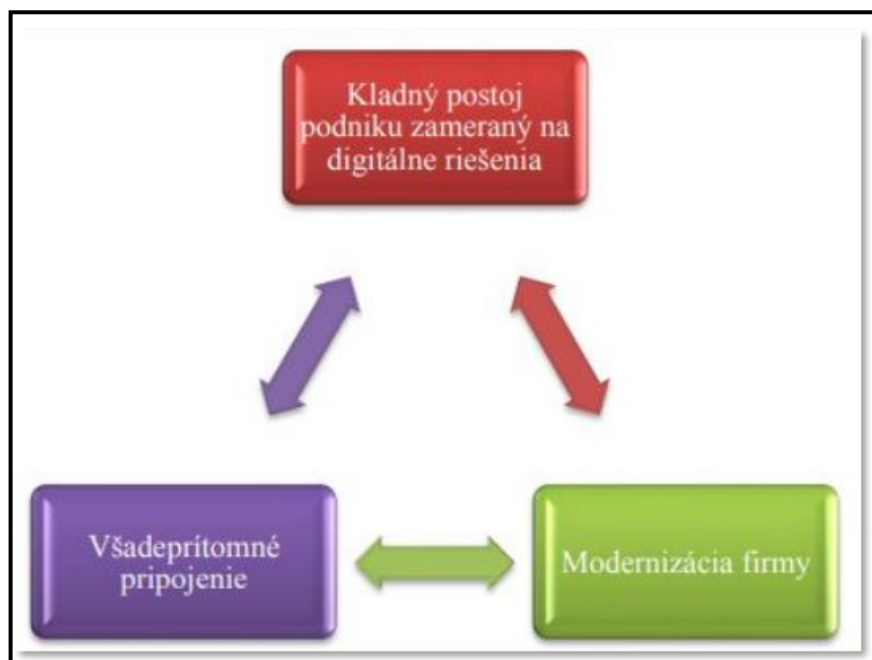 Kladný postoj
podniku zameraný na
digitálne riešenia
Všadeprítomné
pripojenie
Modernizácia firmy